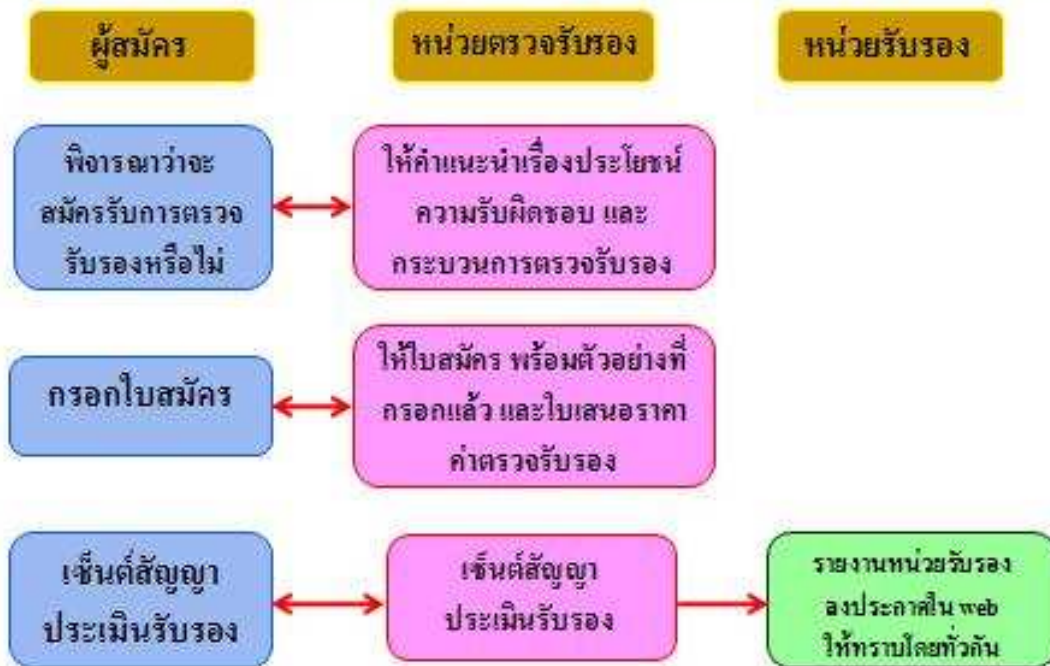 ผู้สมัคร
หน่วยตรวจรับรอง
หน่วยรับรอง
พิจารณาว่าจะ
สมัครรับการตรวจ
รับรองหรือไม่
ให้คำแนะนำเรื่องประโยชน์
ความรับผิดชอบ และ
กระบวนการตรวจรับรอง
กรอกใบสมัคร
ให้ใบสมัคร พร้อมตัวอย่างที่
กรอกแล้ว และใบเสนอราคา
ค่าตรวจรับรอง
เซ็นต์สัญญา
ประเมินรับรอง
เซ็นต์สัญญา
ประเมินรับรอง
รายงานหน่วยรับรอง
ลงประกาศใน web
ให้ทราบโดยทั่วกัน